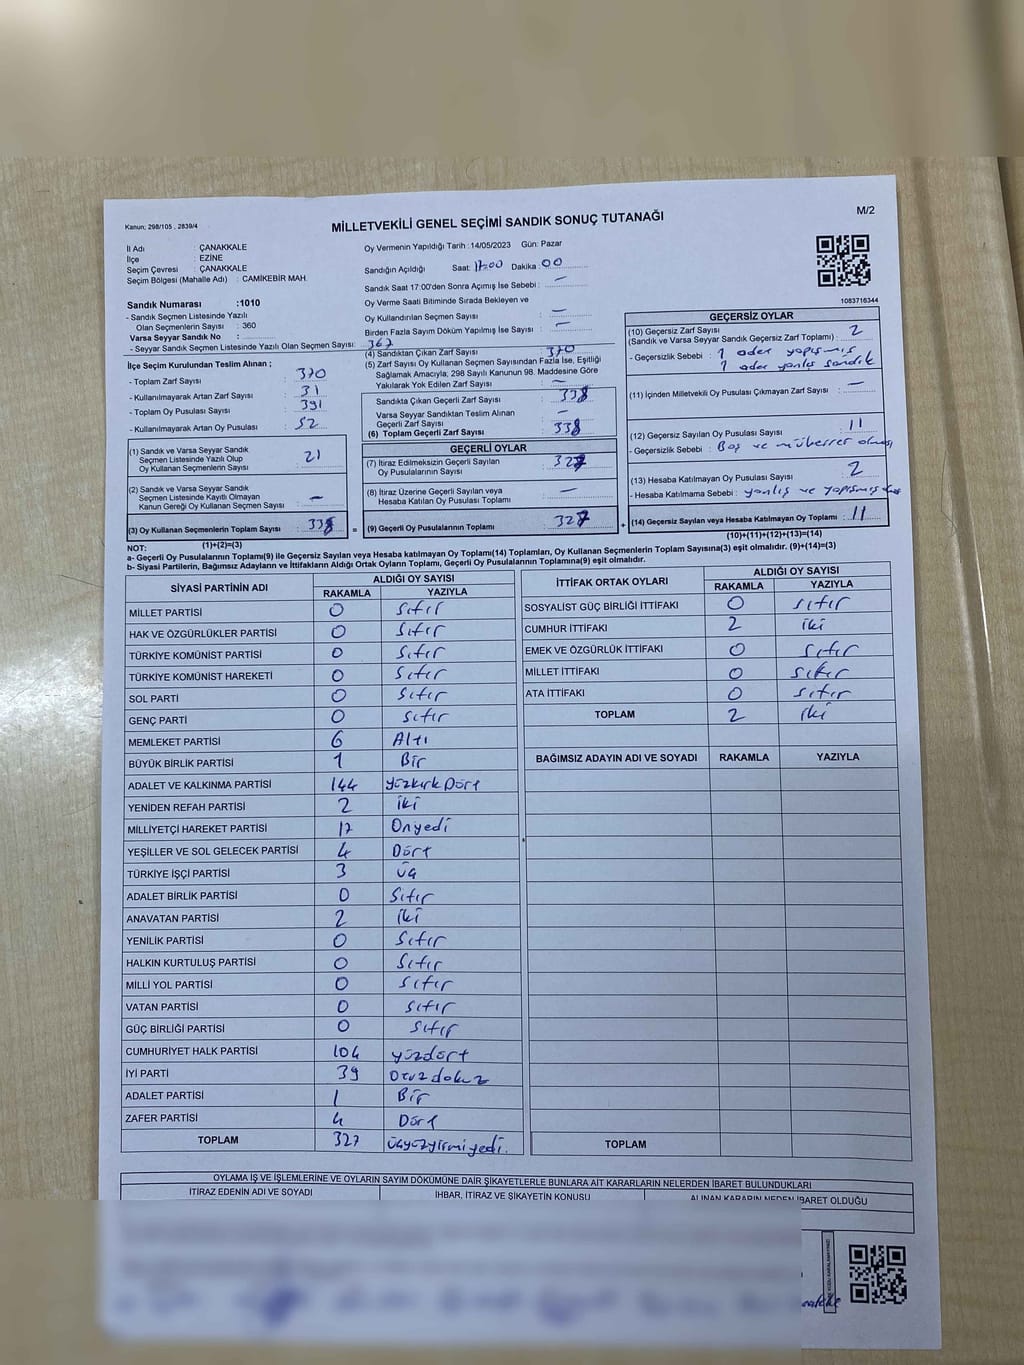 Kanun: 298/105 , 2839/4
MİLLETVEKİLİ GENEL SEÇİMİ SANDIK SONUÇ TUTANAĞI
M/2
İl Adı : ÇANAKKALE
İlçe : EZİNE
Seçim Çevresi : ÇANAKKALE
Seçim Bölgesi (Mahalle Adı) : CAMİKEBİR MAH.
Sandık Numarası :1010
- Sandık Seçmen Listesinde Yazılı
Olan Seçmenlerin Sayısı : 360
Varsa Seyyar Sandık No :
- Seyyar Sandık Seçmen Listesinde Yazılı Olan Seçmen Sayısı: 367
Oy Vermenin Yapıldığı Tarih :14/05/2023 Gün: Pazar
Sandığın Açıldığı Saat: 17:00 Dakika : 00
Sandık Saat 17:00'den Sonra Açımış İse Sebebi : —
Oy Verme Saati Bitiminde Sırada Bekleyen ve
Oy Kullandırılan Seçmen Sayısı : —
Birden Fazla Sayım Döküm Yapılmış İse Sayısı : —
1083716344
İlçe Seçim Kurulundan Teslim Alınan ;
- Toplam Zarf Sayısı : 370
- Kullanılmayarak Artan Zarf Sayısı : 31
- Toplam Oy Pusulası Sayısı : 391
- Kullanılmayarak Artan Oy Pusulası : 52
(1) Sandık ve Varsa Seyyar Sandık
Seçmen Listesinde Yazılı Olup
Oy Kullanan Seçmenlerin Sayısı : 21
(2) Sandık ve Varsa Seyyar Sandık
Seçmen Listesinde Kayıtlı Olmayan
Kanun Gereği Oy Kullanan Seçmen Sayısı : —
(3) Oy Kullanan Seçmenlerin Toplam Sayısı : 338
(1)+(2)=(3)
(4) Sandıktan Çıkan Zarf Sayısı : 370
(5) Zarf Sayısı Oy Kullanan Seçmen Sayısından Fazla İse, Eşitliği
Sağlamak Amacıyla, 298 Sayılı Kanunun 98. Maddesine Göre
Yakılarak Yok Edilen Zarf Sayısı : —
Sandıkta Çıkan Geçerli Zarf Sayısı : 338
Varsa Seyyar Sandıktan Teslim Alınan
Geçerli Zarf Sayısı : —
(6) Toplam Geçerli Zarf Sayısı : 338
GEÇERLİ OYLAR
(7) İtiraz Edilmeksizin Geçerli Sayılan
Oy Pusulalarının Sayısı : 327
(8) İtiraz Üzerine Geçerli Sayılan veya
Hesaba Katılan Oy Pusulası Toplamı : —
= (9) Geçerli Oy Pusulalarının Toplamı : 327
GEÇERSİZ OYLAR
(10) Geçersiz Zarf Sayısı : 2
(Sandık ve Varsa Seyyar Sandık Geçersiz Zarf Toplamı)
- Geçersizlik Sebebi : 1 adet yapışmış
1 adet yanlış sandık
(11) İçinden Milletvekili Oy Pusulası Çıkmayan Zarf Sayısı : —
(12) Geçersiz Sayılan Oy Pusulası Sayısı : 11
- Geçersizlik Sebebi : Boş ve mühürrer olması
(13) Hesaba Katılmayan Oy Sayısı : 2
- Hesaba Katılmama Sebebi : yanlış ve yapışmış
+ (14) Geçersiz Sayılan veya Hesaba Katılmayan Oy Toplamı : 11
(10)+(11)+(12)+(13)=(14)
NOT:
a- Geçerli Oy Pusulaları Toplamı(9) ile Geçersiz Sayılan veya Hesaba katılmayan Oy Toplamı(14) Toplamları, Oy Kullanan Seçmenlerin Toplam Sayısına(3) eşit olmalıdır. (9)+(14)=(3)
b- Siyasi Partilerin, Bağımsız Adayların ve İttifakların Aldığı Ortak Oyların Toplamı, Geçerli Oy Pusulalarının Toplamına(9) eşit olmalıdır.
SİYASİ PARTİNİN ADI ALDIĞI OY SAYISI
RAKAMLA YAZIYLA
MİLLET PARTİSİ 0 Sıfır
HAK VE ÖZGÜRLÜKLER PARTİSİ 0 Sıfır
TÜRKİYE KOMÜNİST PARTİSİ 0 Sıfır
TÜRKİYE KOMÜNİST HAREKETİ 0 Sıfır
SOL PARTİ 0 Sıfır
GENÇ PARTİ 0 Sıfır
MEMLEKET PARTİSİ 6 Altı
BÜYÜK BİRLİK PARTİSİ 1 Bir
ADALET VE KALKINMA PARTİSİ 144 yüzkırk Dört
YENİDEN REFAH PARTİSİ 2 iki
MİLLİYETÇİ HAREKET PARTİSİ 17 Onyedi
YEŞİLLER VE SOL GELECEK PARTİSİ 4 Dört
TÜRKİYE İŞÇİ PARTİSİ 3 üç
ADALET BİRLİK PARTİSİ 0 Sıfır
ANAVATAN PARTİSİ 2 iki
YENİLİK PARTİSİ 0 Sıfır
HALKIN KURTULUŞ PARTİSİ 0 Sıfır
MİLLİ YOL PARTİSİ 0 Sıfır
VATAN PARTİSİ 0 Sıfır
GÜÇ BİRLİĞİ PARTİSİ 0 Sıfır
CUMHURİYET HALK PARTİSİ 104 yüzdört
İYİ PARTİ 39 Otuzdokuz
ADALET PARTİSİ 1 Bir
ZAFER PARTİSİ 4 Dört
TOPLAM 327 üçyüzyirmiyedi.
İTTİFAK ORTAK OYLARI ALDIĞI OY SAYISI
RAKAMLA YAZIYLA
SOSYALİST GÜÇ BİRLİĞİ İTTİFAKI 0 sıfır
CUMHUR İTTİFAKI 2 iki
EMEK VE ÖZGÜRLÜK İTTİFAKI 0 Sıfır
MİLLET İTTİFAKI 0 sıfır
ATA İTTİFAKI 0 sıfır
TOPLAM 2 iki
BAĞIMSIZ ADAYIN ADI VE SOYADI RAKAMLA YAZIYLA
TOPLAM
OYLAMA İŞ VE İŞLEMLERİNE VE OYLARIN SAYIM DÖKÜMÜNE DAİR ŞİKAYETLERLE BUNLARA AİT KARARLARIN NELERDEN İBARET BULUNDUKLARI
İTİRAZ EDENİN ADI VE SOYADI İHBAR, İTİRAZ VE ŞİKAYETİN KONUSU ALINAN KARARIN NEDEN İBARET OLDUĞU